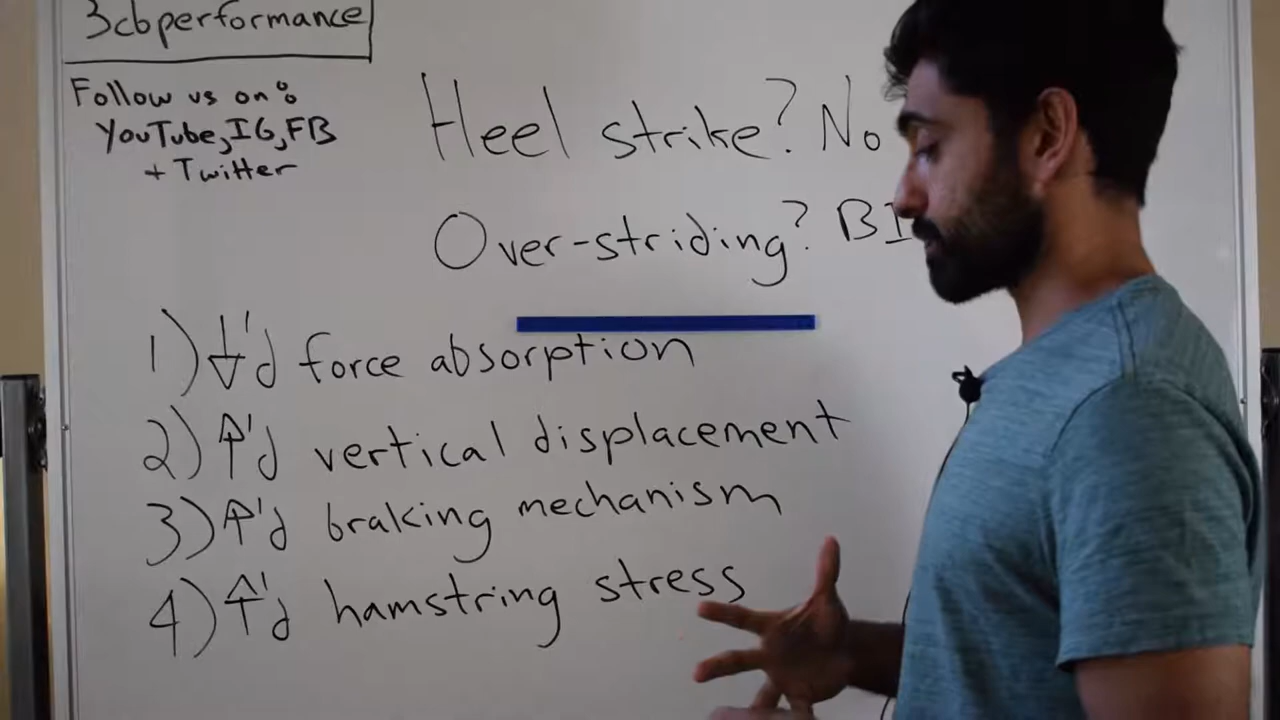 3cbperformance
Follow us on:
YouTube, IG, FB
+ Twitter
Heel strike? No
Over-striding?
1) ↓'d force absorption
2) ↑'d vertical displacement
3) ↑'d braking mechanism
4) ↑'d hamstring stress